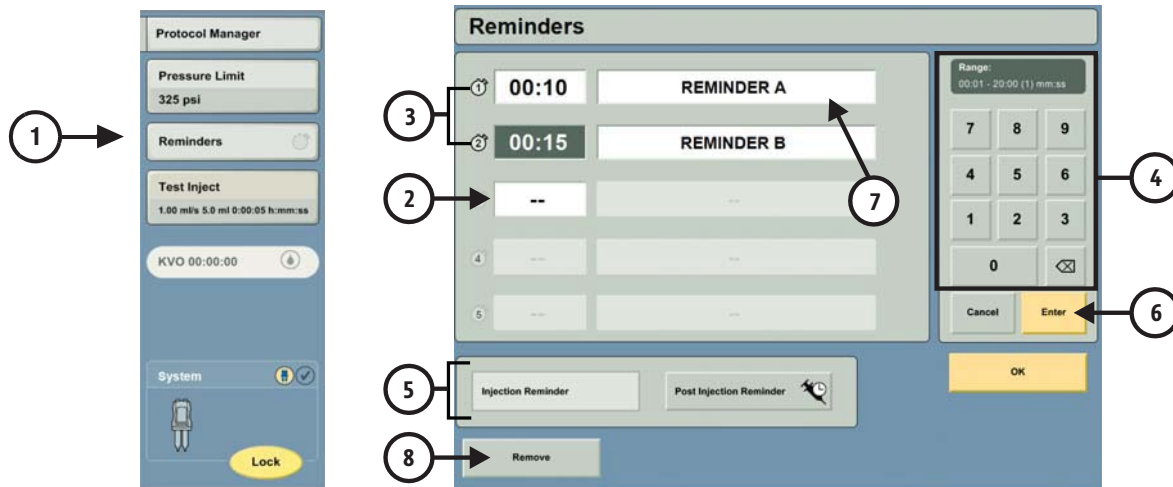 Protocol Manager
Pressure Limit
325 psi
1
Reminders
Test Inject
1.00 ml/s 5.0 ml 0:00:05 h:mm:ss
KVO 00:00:00
System
Lock
Reminders
3
1 00:10 REMINDER A
2 00:15 REMINDER B
2
-- --
7
4 -- --
5 -- --
Range:
00:01 - 20:00 (1) mm:ss
7 8 9
4 5 6
1 2 3
0
4
Cancel Enter
6
OK
5
Injection Reminder Post Injection Reminder
8
Remove